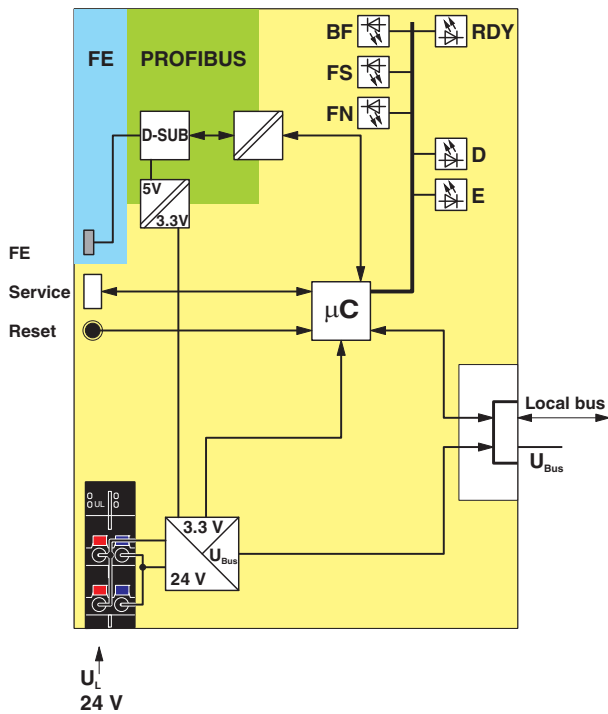 BF
RDY
FE
PROFIBUS
FS
FN
D-SUB
D
5V
3.3V
E
FE
Service
μC
Reset
Local bus
UBus
UL
3.3 V
UBus
24 V
UL
24 V